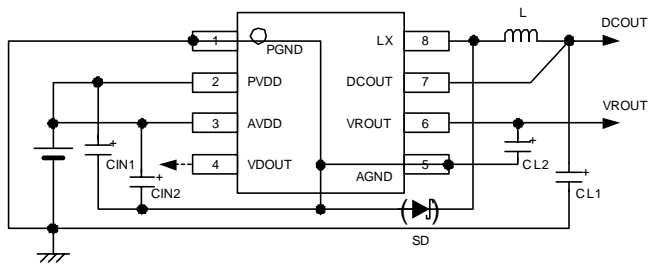 L
DCOUT
1
PGND
LX
8
2
PVDD
DCOUT
7
VROUT
3
AVDD
VROUT
6
+
+
+
+
4
VDOUT
AGND
5
CIN1
CIN2
CL2
CL1
( )
SD